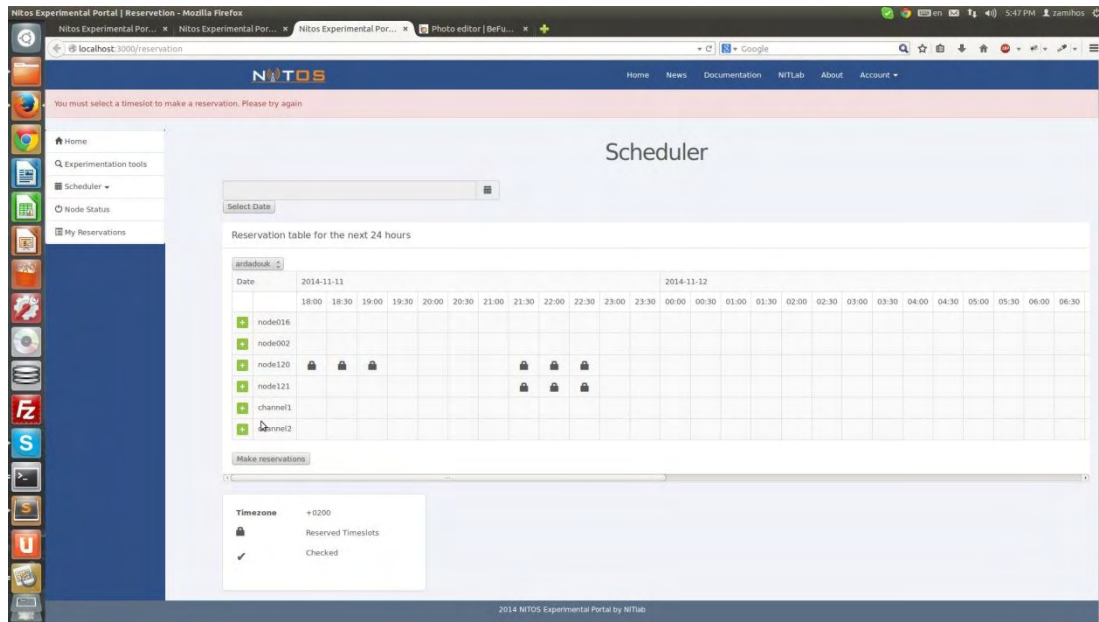 Nitos Experimental Portal | Reservetion - Mozilla Firefox
en 5:47 PM zamihos
Nitos Experimental Por... × Nitos Experimental Por... × Nitos Experimental Por... × Photo editor | BeFu... ×
localhost:3000/reservation Google
NITOS Home News Documentation NITLab About Account
You must select a timeslot to make a reservation. Please try again
Home
Experimentation tools
Scheduler
Node Status
My Reservations
Scheduler
Select Date
Reservation table for the next 24 hours
ardadouk
Date 2014-11-11 2014-11-12
18:00 18:30 19:00 19:30 20:00 20:30 21:00 21:30 22:00 22:30 23:00 23:30 00:00 00:30 01:00 01:30 02:00 02:30 03:00 03:30 04:00 04:30 05:00 05:30 06:00 06:30
node016
node002
node120
node121
channel1
channel2
Make reservations
Timezone +0200
Reserved Timeslots
Checked
2014 NITOS Experimental Portal by NITlab